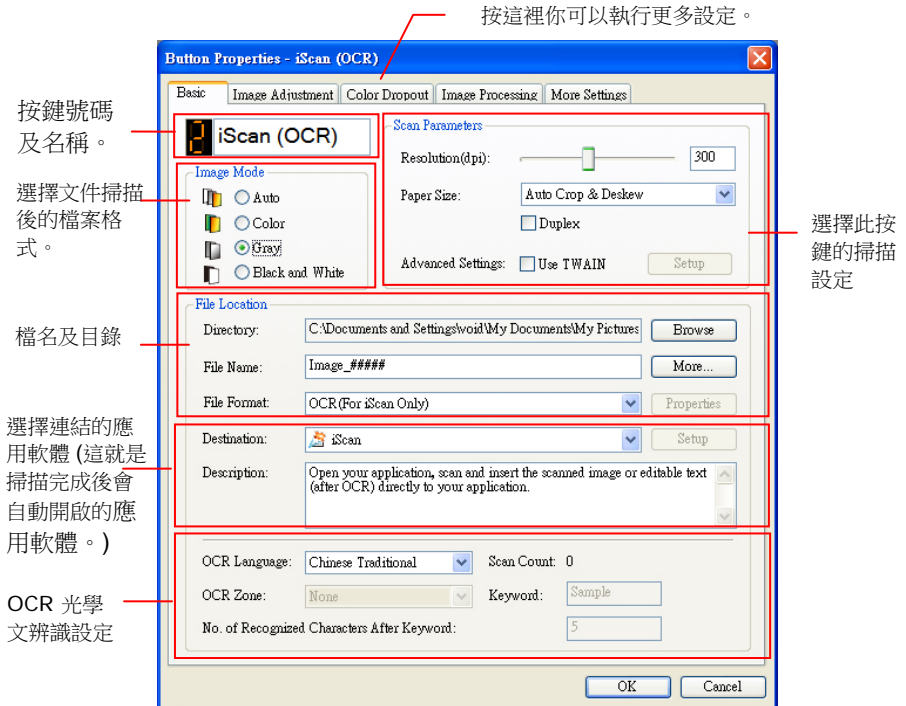 按這裡你可以執行更多設定。
Button Properties - iScan (OCR)
Basic Image Adjustment Color Dropout Image Processing More Settings
按鍵號碼
及名稱。
2 iScan (OCR)
選擇文件掃描
後的檔案格
式。
Image Mode
Auto
Color
Gray
Black and White
Scan Parameters
Resolution(dpi): 300
Paper Size: Auto Crop & Deskew
Duplex
Advanced Settings: Use TWAIN Setup
選擇此按
鍵的掃描
設定
檔名及目錄
File Location
Directory: C:\Documents and Settings\void\My Documents\My Pictures Browse
File Name: Image_##### More...
File Format: OCR(For iScan Only) Properties
選擇連結的應
用軟體 (這就是
掃描完成後會
自動開啟的應
用軟體。)
Destination: iScan Setup
Description: Open your application, scan and insert the scanned image or editable text
(after OCR) directly to your application.
OCR 光學
文辨識設定
OCR Language: Chinese Traditional Scan Count: 0
OCR Zone: None Keyword: Sample
No. of Recognized Characters After Keyword: 5
OK Cancel